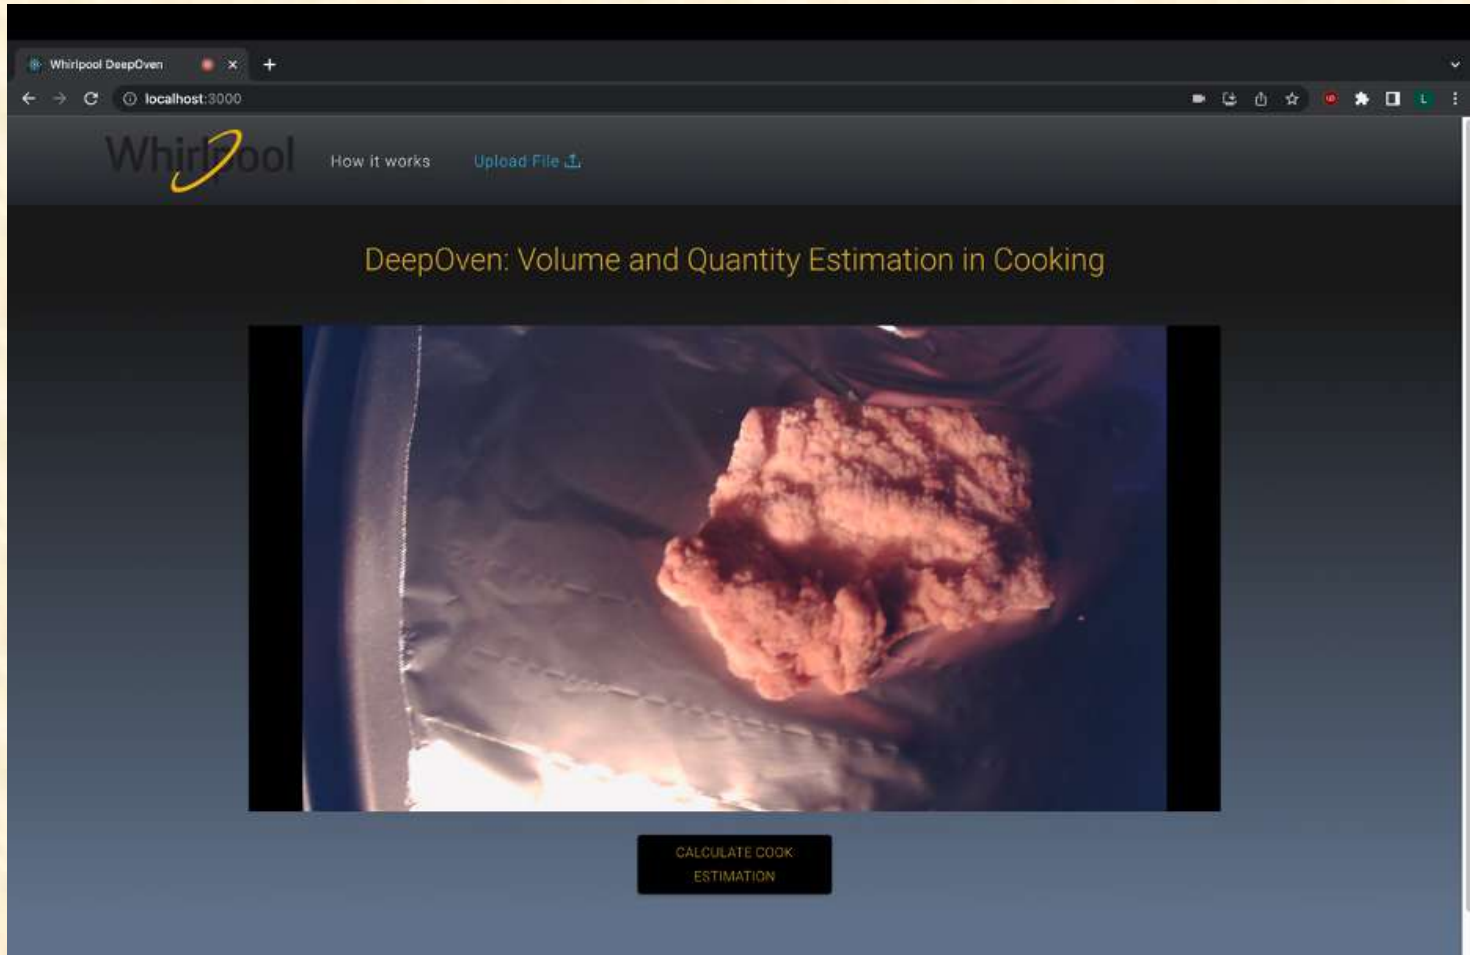 Whirlpool DeepOven
localhost:3000
L
Whirlpool
How it works
Upload File
DeepOven: Volume and Quantity Estimation in Cooking
CALCULATE COOK
ESTIMATION